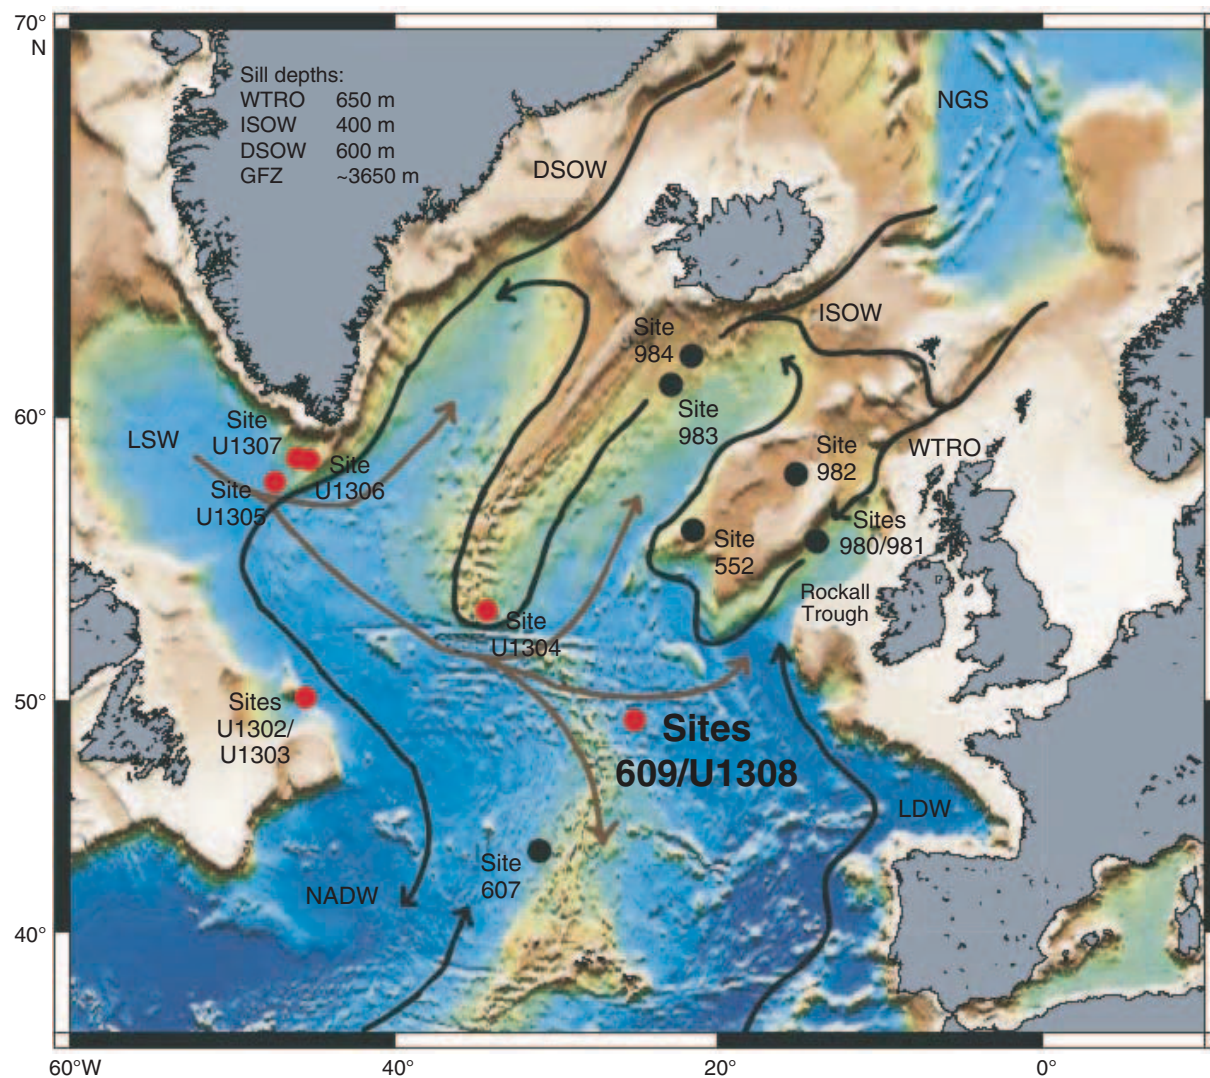 70°
N
Sill depths:
WTRO 650 m
ISOW 400 m
DSOW 600 m
GFZ ~3650 m
NGS
DSOW
ISOW
Site
984
Site
983
60°
Site
U1307
LSW
Site
U1306
Site
U1305
Site
982
WTRO
Sites
980/981
Site
552
Rockall
Trough
Site
U1304
50°
Sites
U1302/
U1303
Sites
609/U1308
LDW
Site
607
NADW
40°
60°W
40°
20°
0°